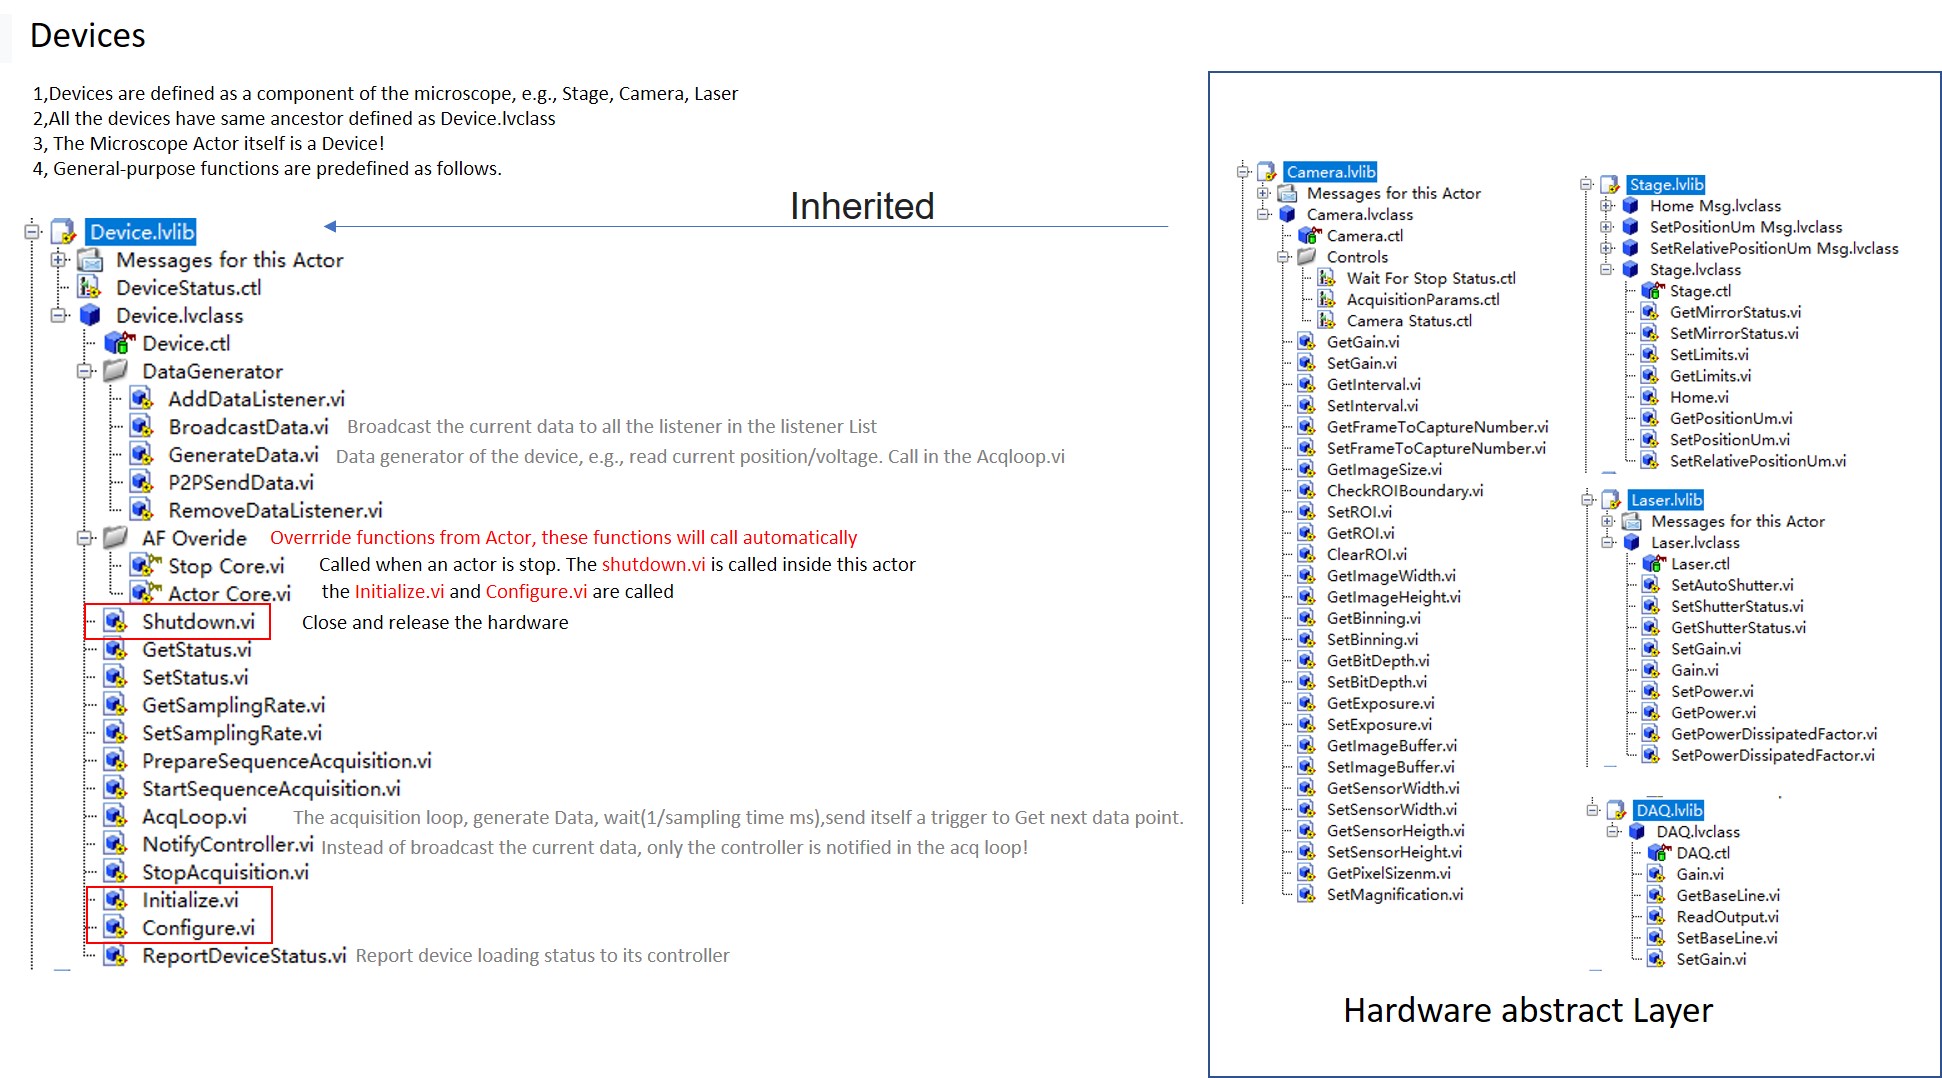 Devices
1,Devices are defined as a component of the microscope, e.g., Stage, Camera, Laser
2,All the devices have same ancestor defined as Device.lvclass
3, The Microscope Actor itself is a Device!
4, General-purpose functions are predefined as follows.
Inherited
Device.lvlib
Messages for this Actor
DeviceStatus.ctl
Device.lvclass
Device.ctl
DataGenerator
AddDataListener.vi
BroadcastData.vi Broadcast the current data to all the listener in the listener List
GenerateData.vi Data generator of the device, e.g., read current position/voltage. Call in the Acqloop.vi
P2PSendData.vi
RemoveDataListener.vi
AF Overide Overrride functions from Actor, these functions will call automatically
Stop Core.vi Called when an actor is stop. The shutdown.vi is called inside this actor
Actor Core.vi the Initialize.vi and Configure.vi are called
Shutdown.vi Close and release the hardware
GetStatus.vi
SetStatus.vi
GetSamplingRate.vi
SetSamplingRate.vi
PrepareSequenceAcquisition.vi
StartSequenceAcquisition.vi
AcqLoop.vi The acquisition loop, generate Data, wait(1/sampling time ms),send itself a trigger to Get next data point.
NotifyController.vi Instead of broadcast the current data, only the controller is notified in the acq loop!
StopAcquisition.vi
Initialize.vi
Configure.vi
ReportDeviceStatus.vi Report device loading status to its controller
Camera.lvlib
Messages for this Actor
Camera.lvclass
Camera.ctl
Controls
Wait For Stop Status.ctl
AcquisitionParams.ctl
Camera Status.ctl
GetGain.vi
SetGain.vi
GetInterval.vi
SetInterval.vi
GetFrameToCaptureNumber.vi
SetFrameToCaptureNumber.vi
GetImageSize.vi
CheckROIBoundary.vi
SetROI.vi
GetROI.vi
ClearROI.vi
GetImageWidth.vi
GetImageHeight.vi
GetBinning.vi
SetBinning.vi
GetBitDepth.vi
SetBitDepth.vi
GetExposure.vi
SetExposure.vi
GetImageBuffer.vi
SetImageBuffer.vi
GetSensorWidth.vi
SetSensorWidth.vi
GetSensorHeigth.vi
SetSensorHeight.vi
GetPixelSizenm.vi
SetMagnification.vi
Stage.lvlib
Home Msg.lvclass
SetPositionUm Msg.lvclass
SetRelativePositionUm Msg.lvclass
Stage.lvclass
Stage.ctl
GetMirrorStatus.vi
SetMirrorStatus.vi
SetLimits.vi
GetLimits.vi
Home.vi
GetPositionUm.vi
SetPositionUm.vi
SetRelativePositionUm.vi
Laser.lvlib
Messages for this Actor
Laser.lvclass
Laser.ctl
SetAutoShutter.vi
SetShutterStatus.vi
GetShutterStatus.vi
SetGain.vi
Gain.vi
SetPower.vi
GetPower.vi
GetPowerDissipatedFactor.vi
SetPowerDissipatedFactor.vi
DAQ.lvlib
DAQ.lvclass
DAQ.ctl
Gain.vi
GetBaseLine.vi
ReadOutput.vi
SetBaseLine.vi
SetGain.vi
Hardware abstract Layer